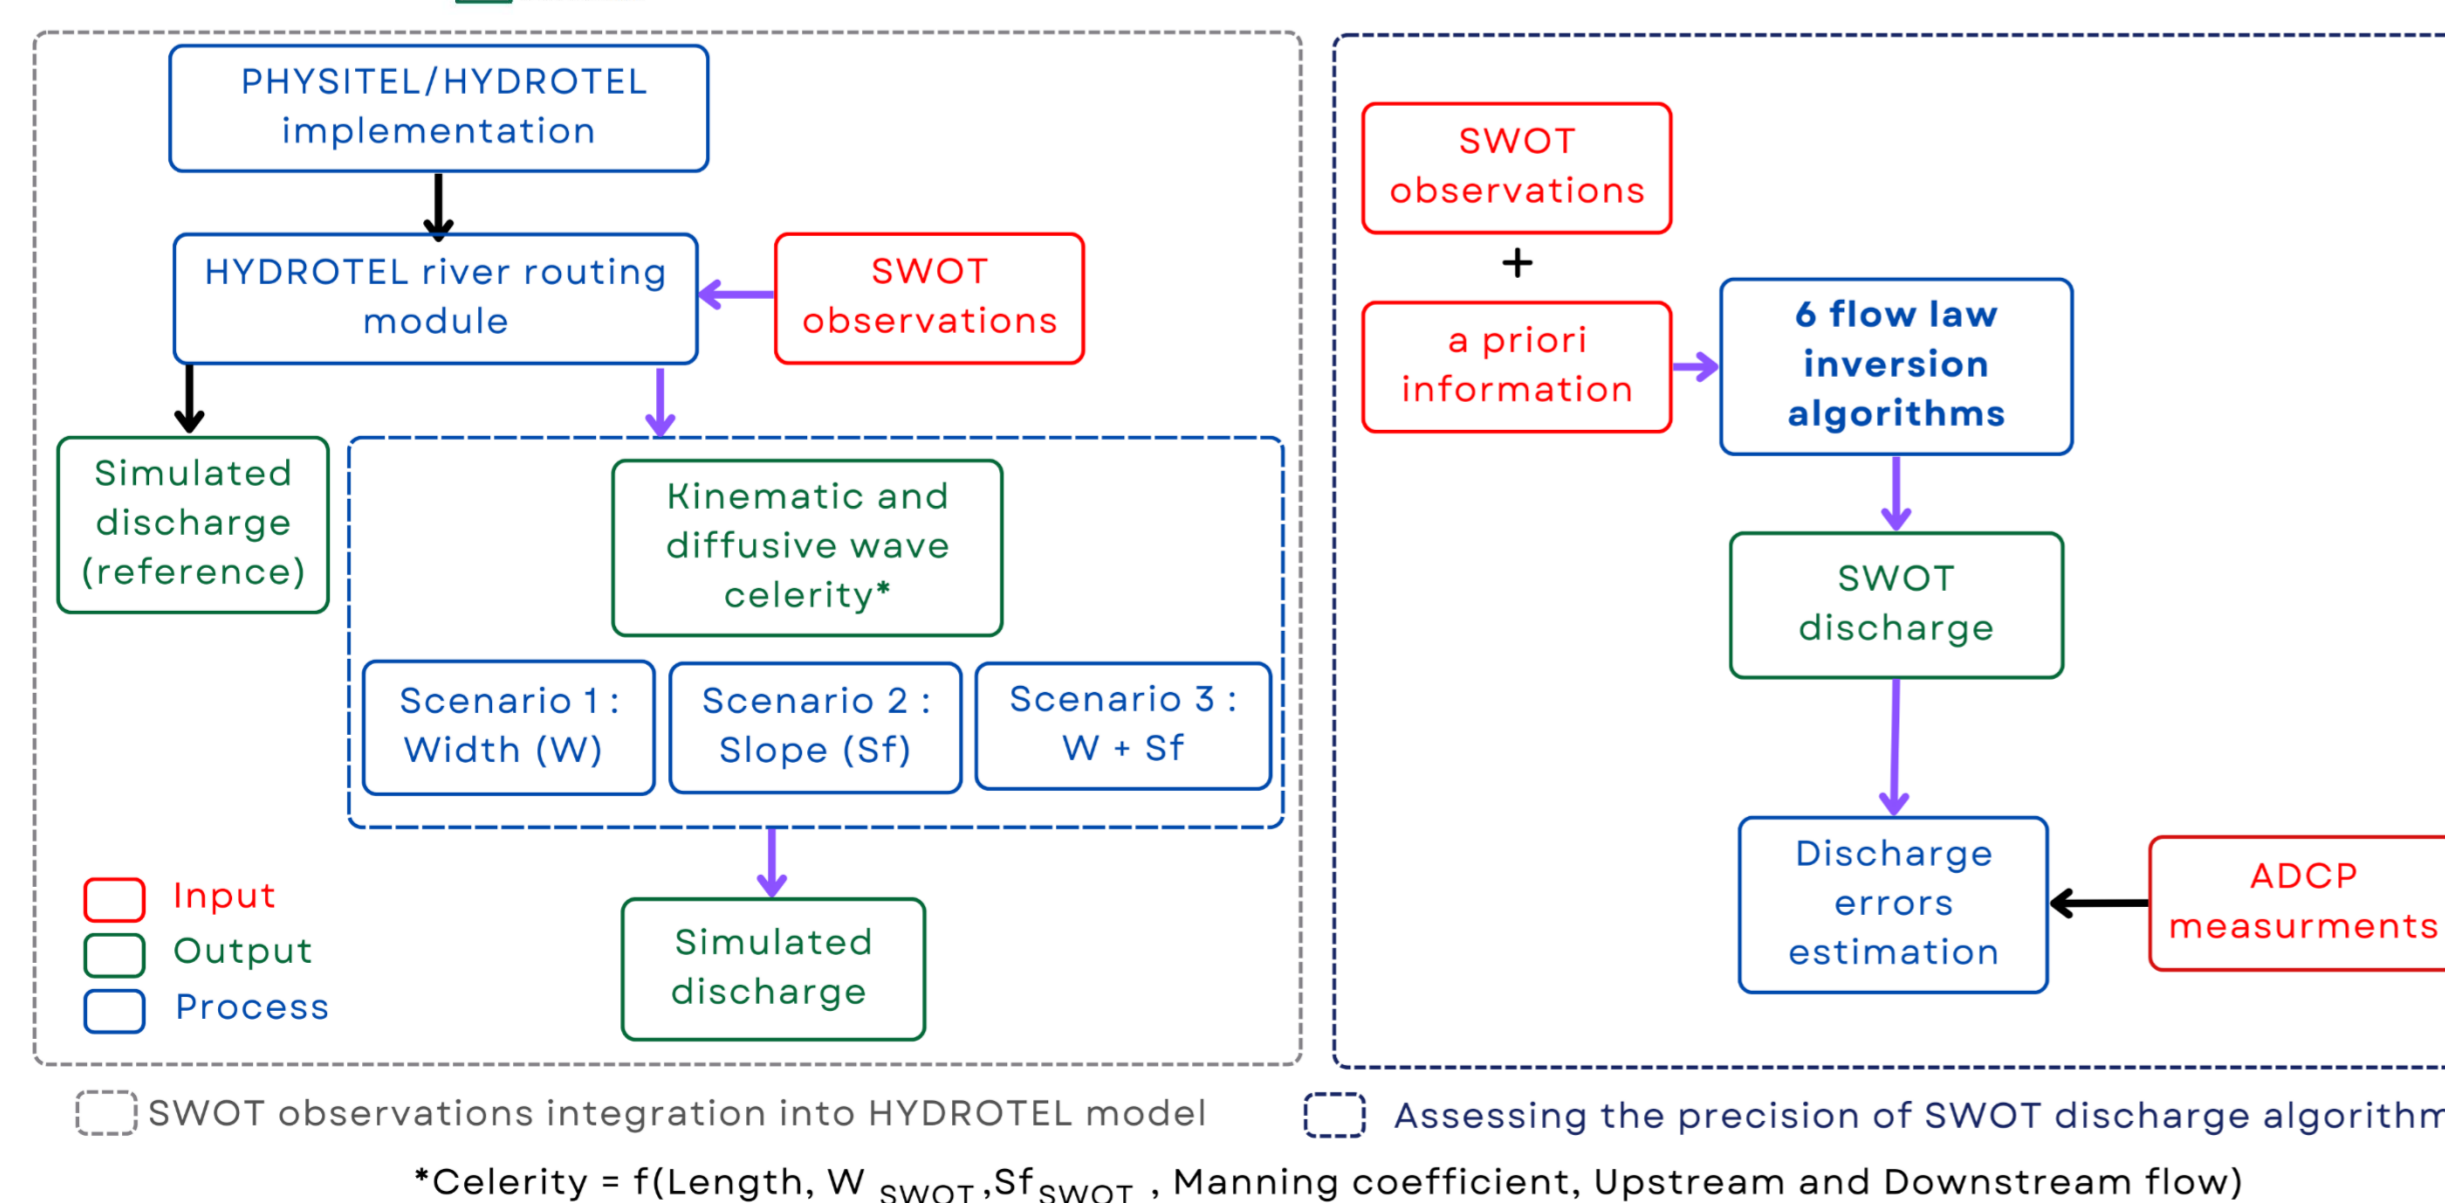 PHYSITEL/HYDROTEL
implementation
HYDROTEL river routing
module
SWOT
observations
Simulated
discharge
(reference)
Kinematic and
diffusive wave
celerity*
Scenario 1 :
Width (W)
Scenario 2 :
Slope (Sf)
Scenario 3 :
W + Sf
Simulated
discharge
Input
Output
Process
SWOT
observations
+
a priori
information
6 flow law
inversion
algorithms
SWOT
discharge
Discharge
errors
estimation
ADCP
measurments
SWOT observations integration into HYDROTEL model
Assessing the precision of SWOT discharge algorithm
*Celerity = f(Length, W SWOT ,Sf SWOT , Manning coefficient, Upstream and Downstream flow)